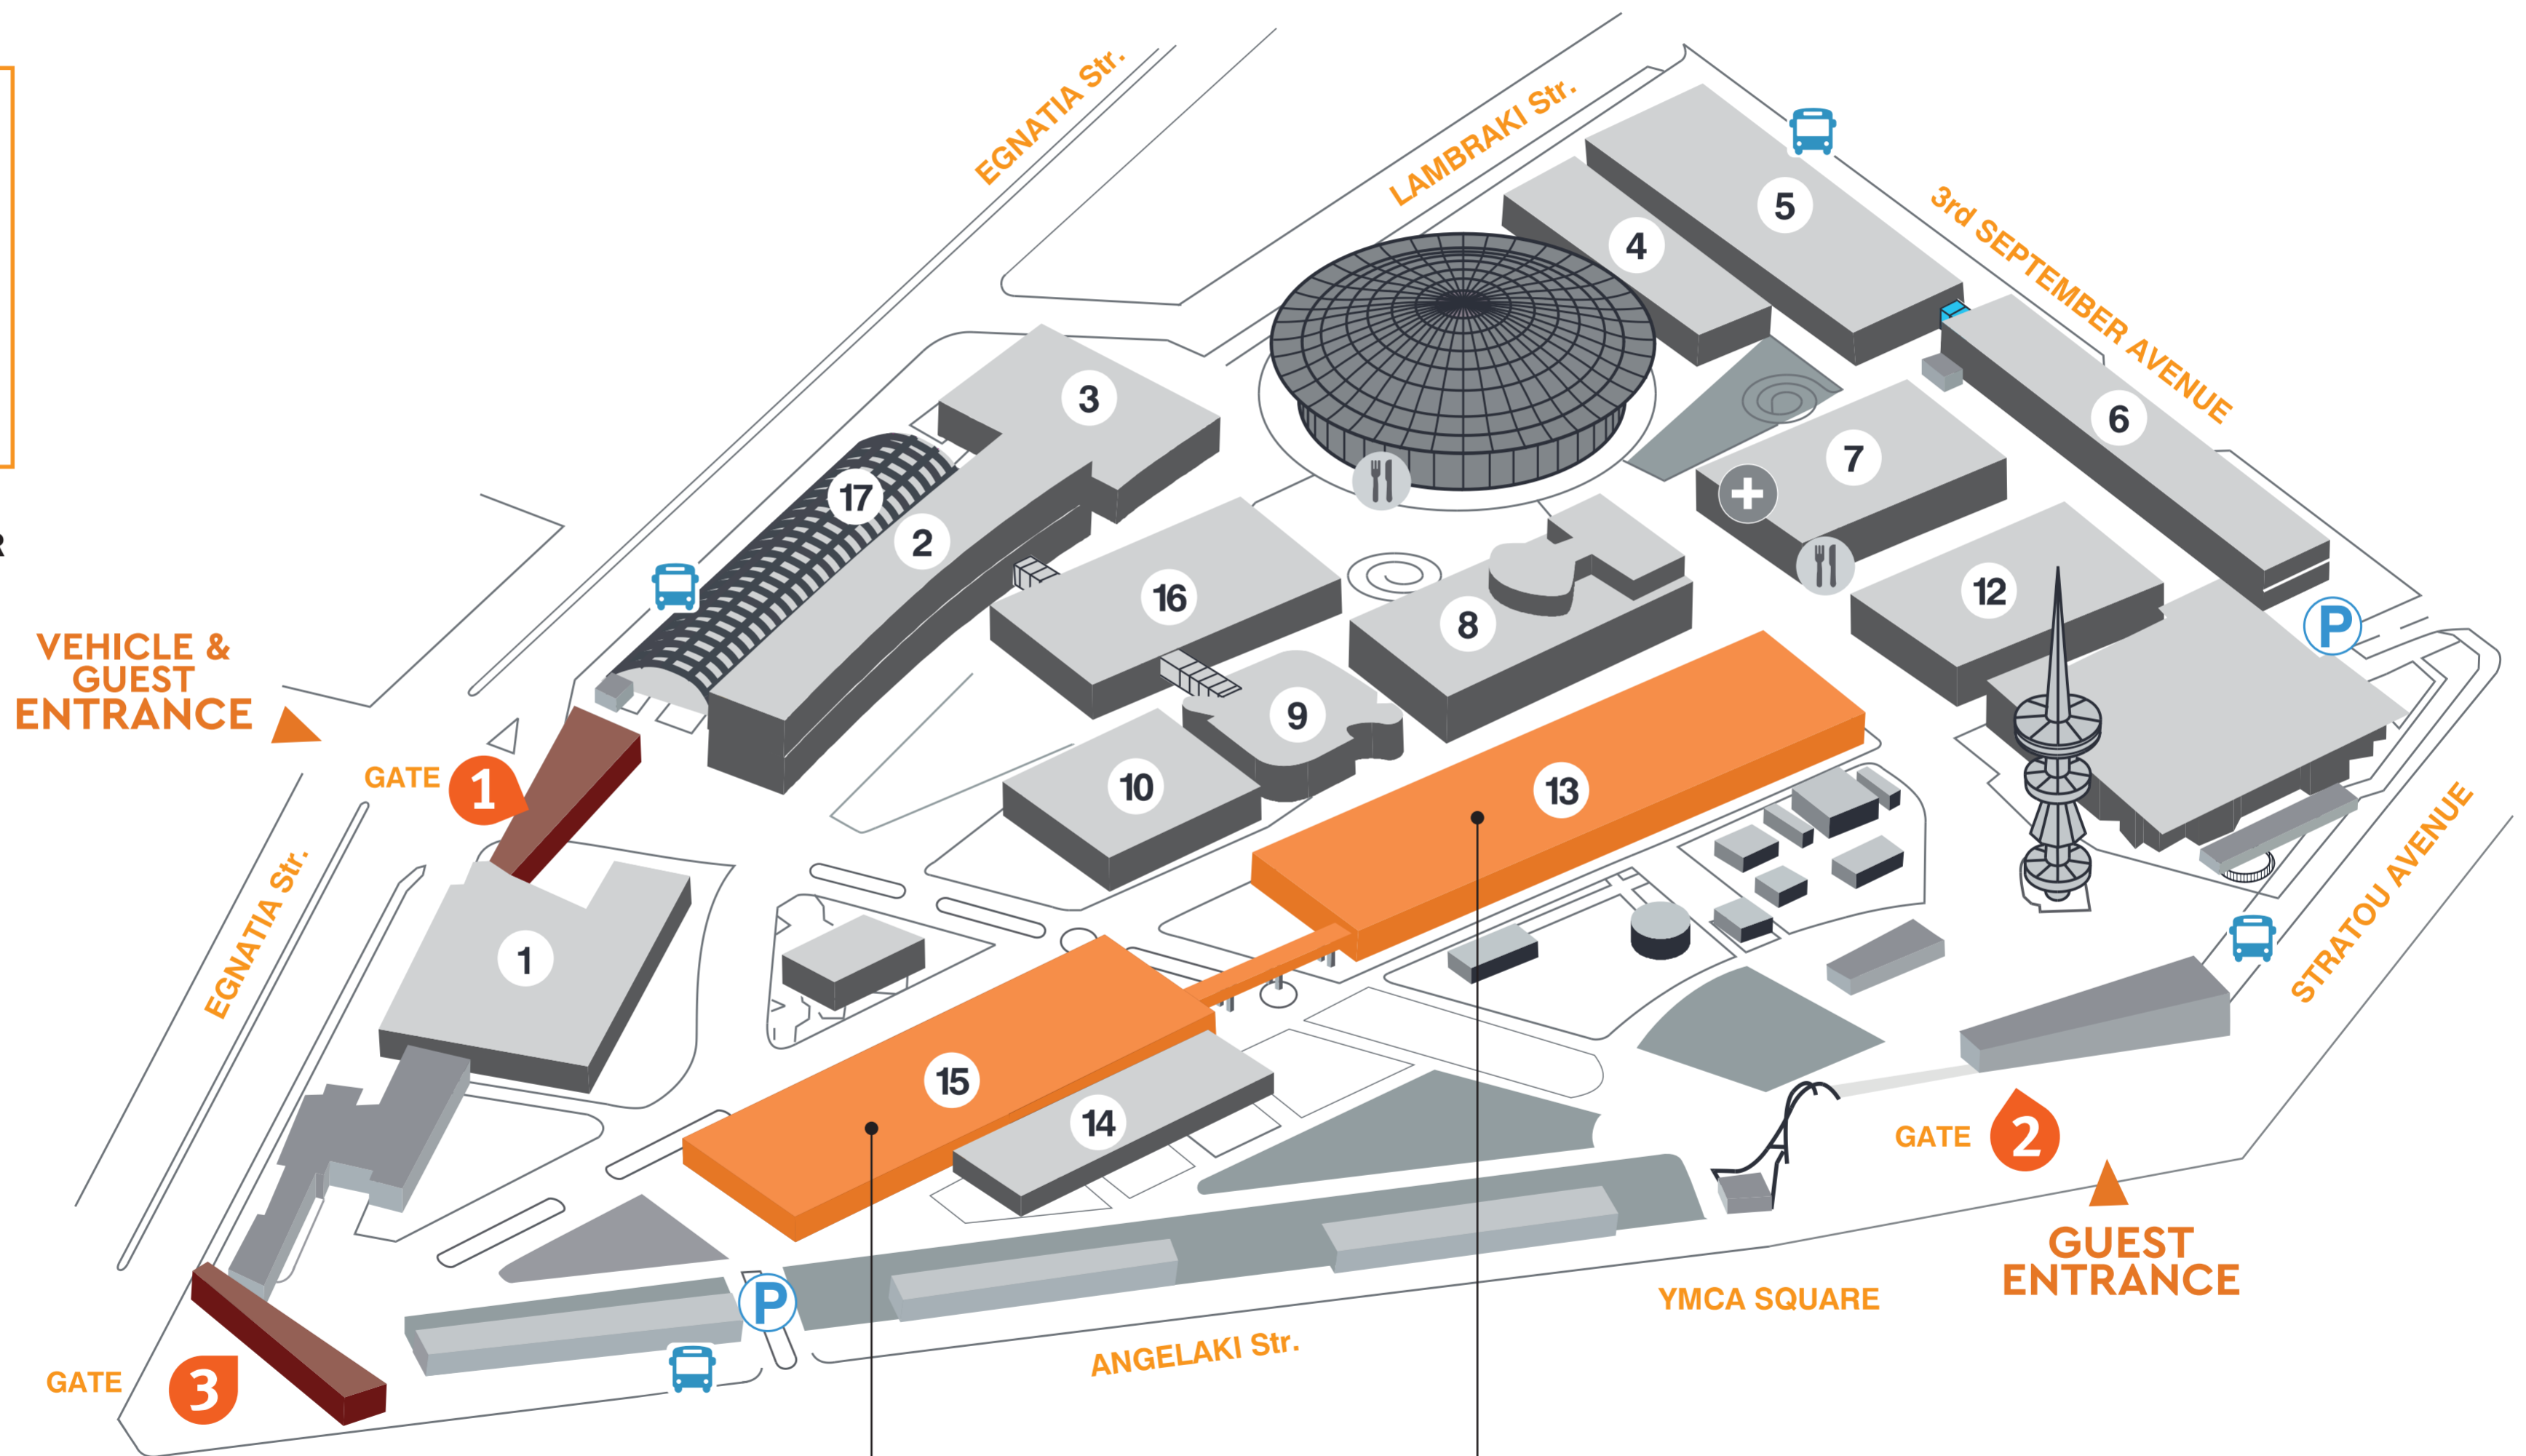 EGNATIA Str.
LAMBRAKI Str.
3rd SEPTEMBER AVENUE
5
4
3
6
7
17
2
R
16
8
12
P
VEHICLE &
GUEST
ENTRANCE
9
10
13
GATE 1
EGNATIA Str.
STRATOU AVENUE
1
15
14
GATE 2
GUEST
ENTRANCE
P
YMCA SQUARE
ANGELAKI Str.
GATE 3